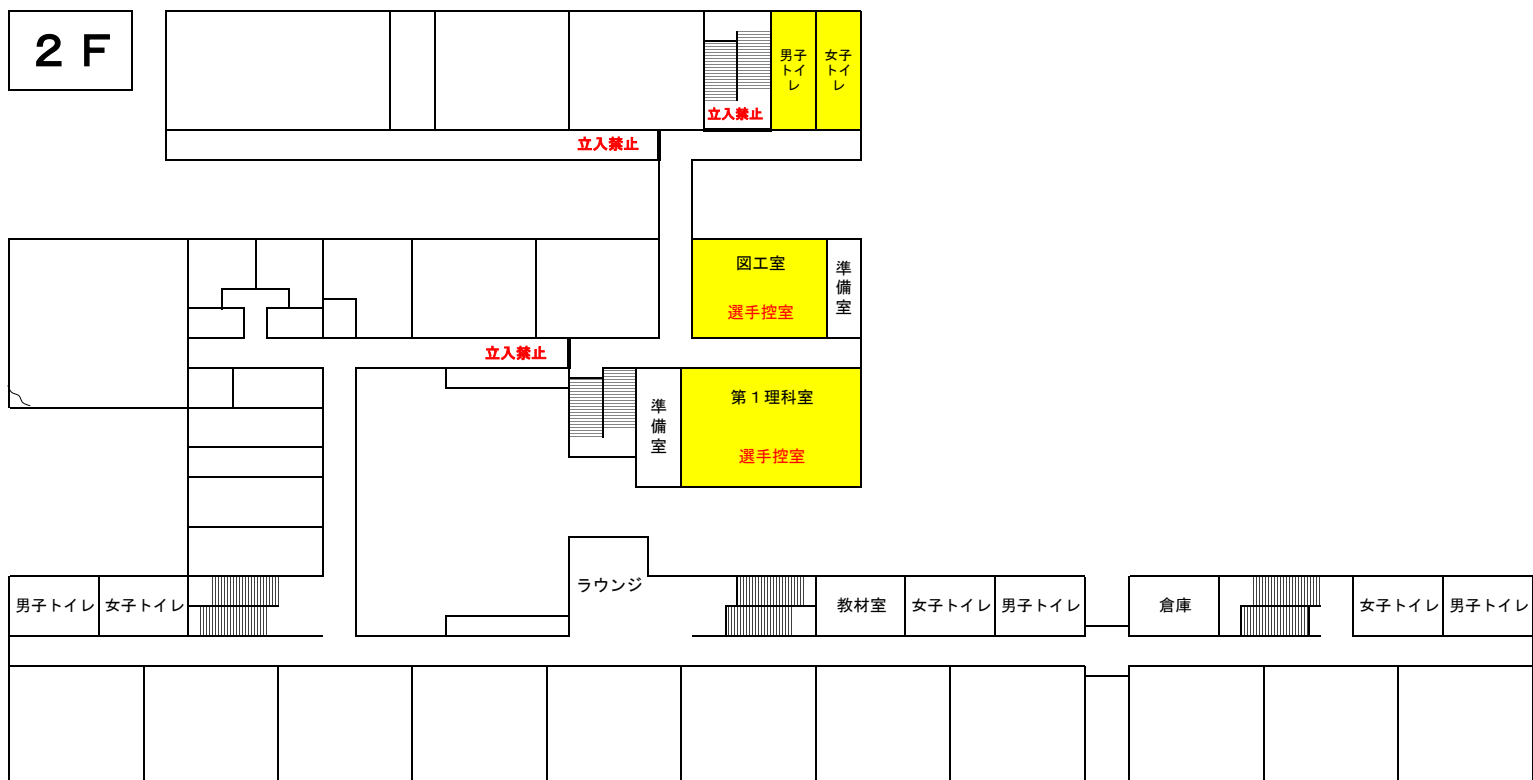 ２Ｆ
男子
トイ
レ
女子
トイ
レ
立入禁止
立入禁止
図工室
選手控室
準
備
室
立入禁止
準
備
室
第１理科室
選手控室
ラウンジ
男子トイレ
女子トイレ
教材室
女子トイレ
男子トイレ
倉庫
女子トイレ
男子トイレ